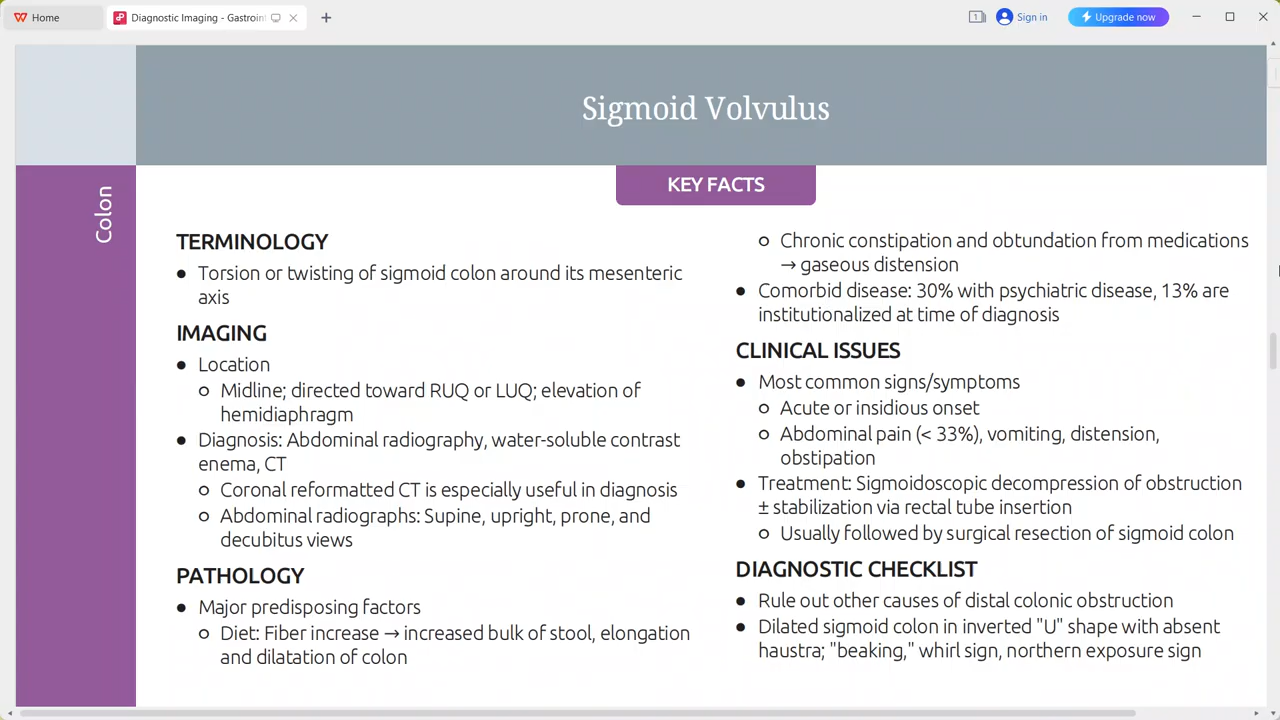 Home
Diagnostic Imaging - Gastroin
1
Sign in
Upgrade now
Sigmoid Volvulus
Colon
KEY FACTS
TERMINOLOGY
● Torsion or twisting of sigmoid colon around its mesenteric
axis
IMAGING
● Location
○ Midline; directed toward RUQ or LUQ; elevation of
hemidiaphragm
● Diagnosis: Abdominal radiography, water-soluble contrast
enema, CT
○ Coronal reformatted CT is especially useful in diagnosis
○ Abdominal radiographs: Supine, upright, prone, and
decubitus views
PATHOLOGY
● Major predisposing factors
○ Diet: Fiber increase → increased bulk of stool, elongation
and dilatation of colon
○ Chronic constipation and obtundation from medications
→ gaseous distension
● Comorbid disease: 30% with psychiatric disease, 13% are
institutionalized at time of diagnosis
CLINICAL ISSUES
● Most common signs/symptoms
○ Acute or insidious onset
○ Abdominal pain (< 33%), vomiting, distension,
obstipation
● Treatment: Sigmoidoscopic decompression of obstruction
± stabilization via rectal tube insertion
○ Usually followed by surgical resection of sigmoid colon
DIAGNOSTIC CHECKLIST
● Rule out other causes of distal colonic obstruction
● Dilated sigmoid colon in inverted "U" shape with absent
haustra; "beaking," whirl sign, northern exposure sign